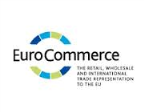 EuroCommerce
THE RETAIL, WHOLESALE
AND INTERNATIONAL
TRADE REPRESENTATION
TO THE EU